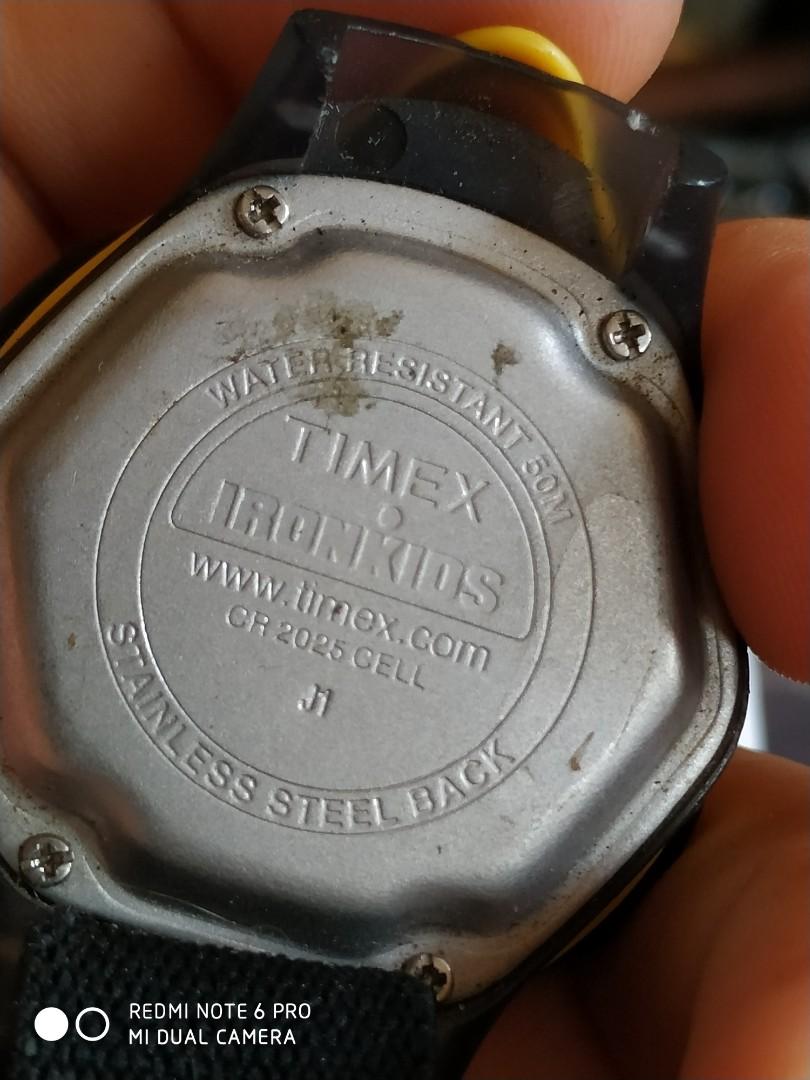 WATER RESISTANT 50M
TIMEX
IRONKIDS
www.timex.com
CR 2025 CELL
J1
STAINLESS STEEL BACK
REDMI NOTE 6 PRO
MI DUAL CAMERA